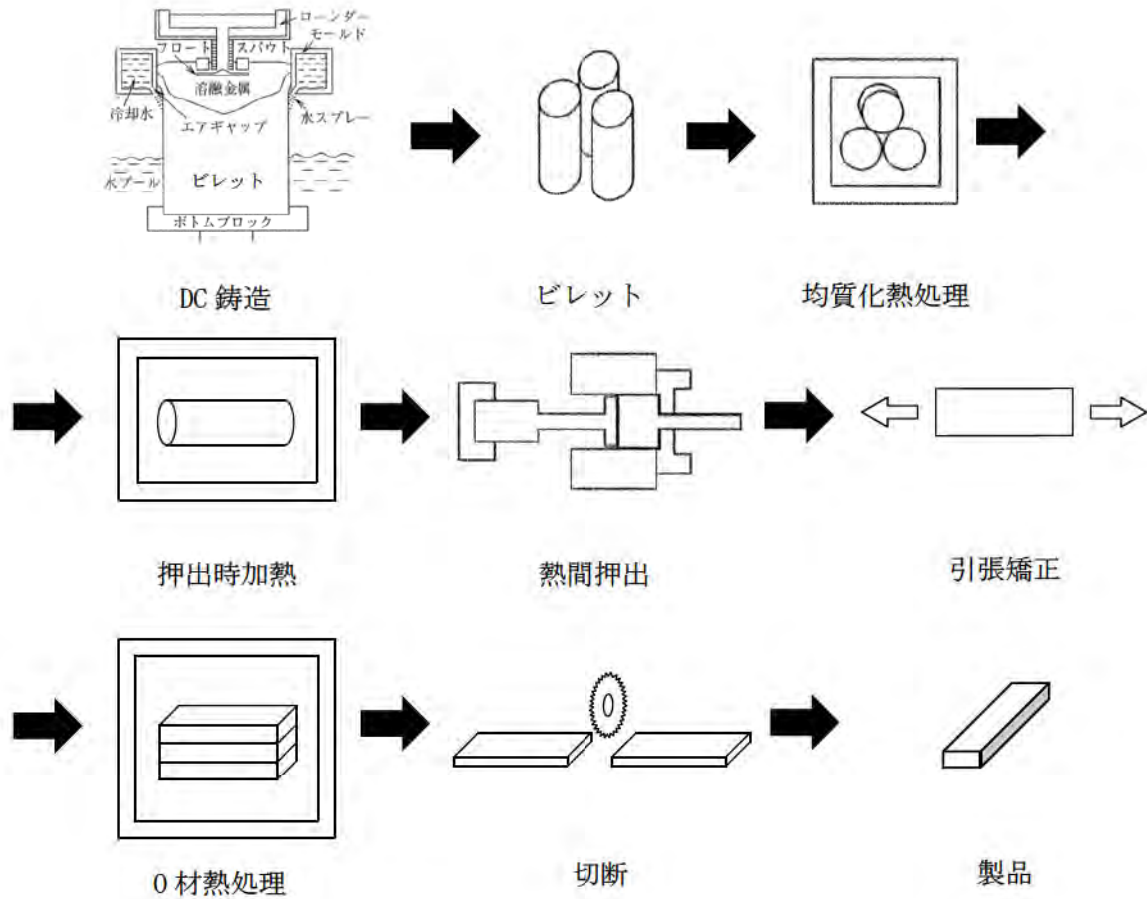 ローンダー
モールド
フロート
スパウト
溶融金属
冷却水
エアギャップ
水スプレー
水プール
ビレット
ボトムブロック
DC 鋳造
ビレット
均質化熱処理
押出時加熱
熱間押出
引張矯正
O 材熱処理
切断
製品